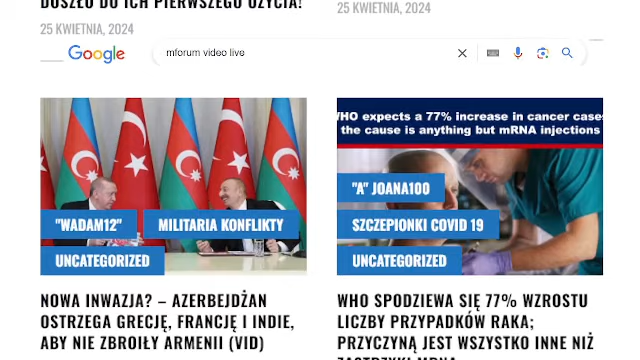 DOSZŁO DO ICH PIERWSZEGO UŻYCIA!
25 KWIETNIA, 2024
25 KWIETNIA, 2024
Google
mforum video live
"WADAM12"
MILITARIA KONFLIKTY
UNCATEGORIZED
NOWA INWAZJA? – AZERBEJDŻAN
OSTRZEGA GRECJĘ, FRANCJĘ I INDIE,
ABY NIE ZBROIŁY ARMENII (VID)
WHO expects a 77% increase in cancer cases
the cause is anything but mRNA injections
"A" JOANA100
SZCZEPIONKI COVID 19
UNCATEGORIZED
WHO SPODZIEWA SIĘ 77% WZROSTU
LICZBY PRZYPADKÓW RAKA;
PRZYCZYNĄ JEST WSZYSTKO INNE NIŻ
ZASTRZYKI MRNA